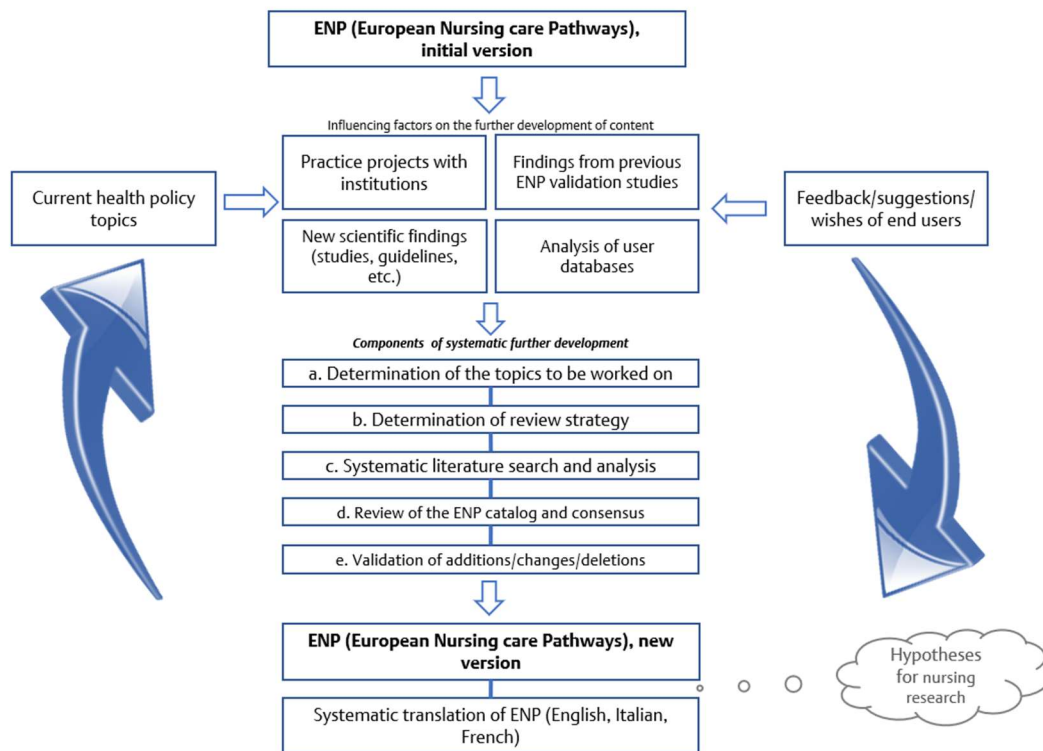 ENP (European Nursing care Pathways),
initial version
Influencing factors on the further development of content
Practice projects with
institutions
Findings from previous
ENP validation studies
Current health policy
topics
Feedback/suggestions/
wishes of end users
New scientific findings
(studies, guidelines,
etc.)
Analysis of user
databases
Components of systematic further development
a. Determination of the topics to be worked on
b. Determination of review strategy
c. Systematic literature search and analysis
d. Review of the ENP catalog and consensus
e. Validation of additions/changes/deletions
ENP (European Nursing care Pathways), new
version
Hypotheses
for nursing
research
Systematic translation of ENP (English, Italian,
French)